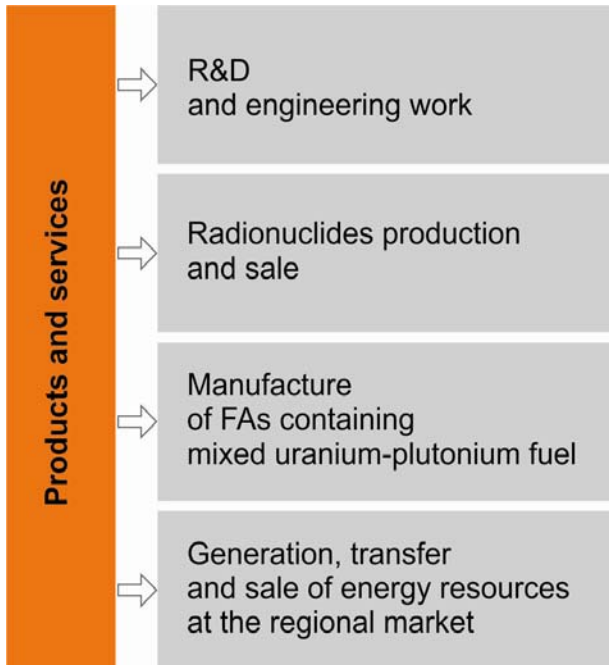 Products and services
R&D
and engineering work
Radionuclides production
and sale
Manufacture
of FAs containing
mixed uranium-plutonium fuel
Generation, transfer
and sale of energy resources
at the regional market